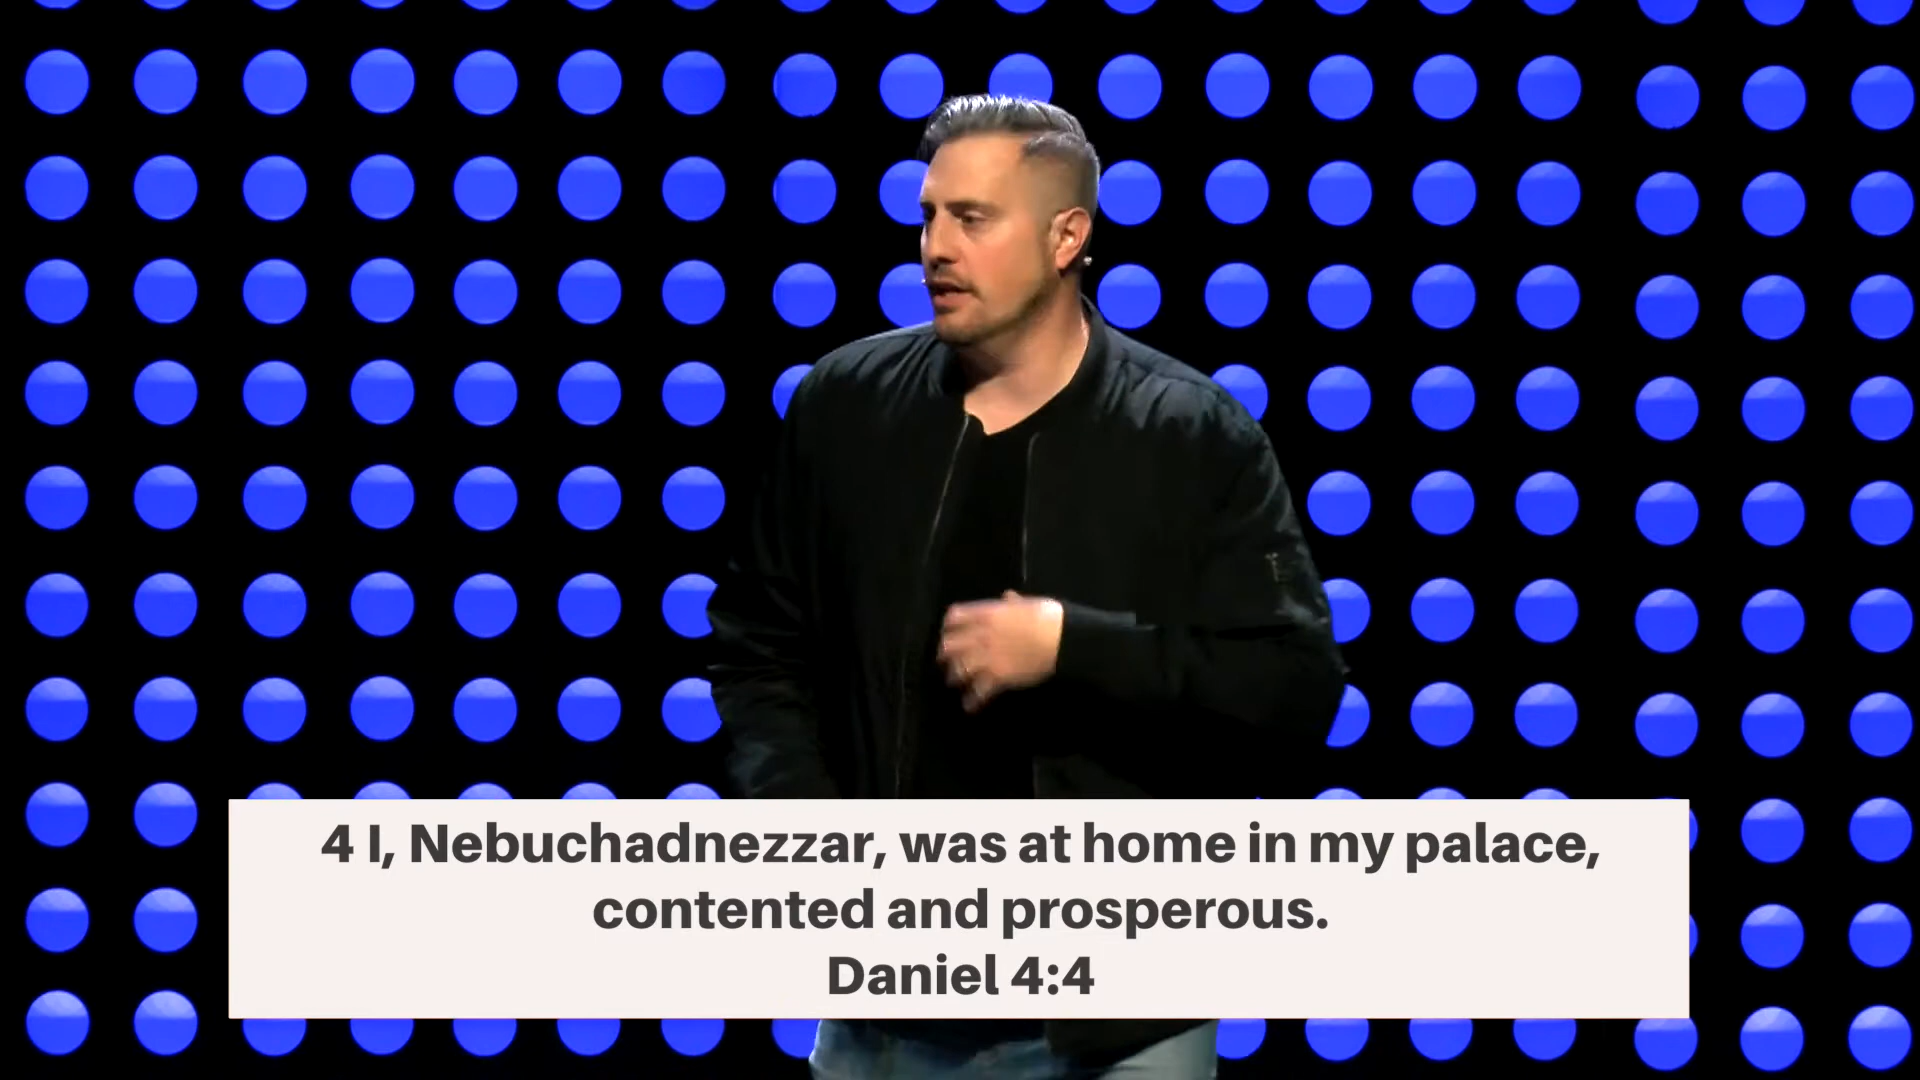 4 I, Nebuchadnezzar, was at home in my palace,
contented and prosperous.
Daniel 4:4